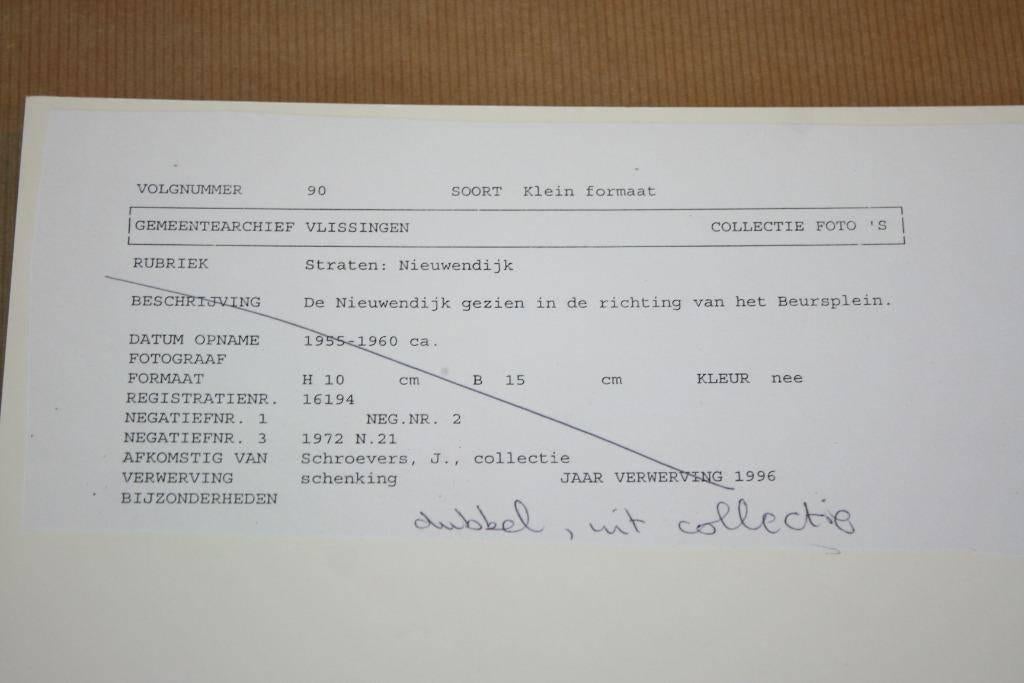 VOLGNUMMER 90 SOORT Klein formaat
GEMEENTEARCHIEF VLISSINGEN COLLECTIE FOTO 'S
RUBRIEK Straten: Nieuwendijk
BESCHRIJVING De Nieuwendijk gezien in de richting van het Beursplein.
DATUM OPNAME 1955-1960 ca.
FOTOGRAAF
FORMAAT H 10 cm B 15 cm KLEUR nee
REGISTRATIENR. 16194
NEGATIEFNR. 1 NEG.NR. 2
NEGATIEFNR. 3 1972 N.21
AFKOMSTIG VAN Schroevers, J., collectie
VERWERVING schenking JAAR VERWERVING 1996
BIJZONDERHEDEN
dubbel, uit collectie